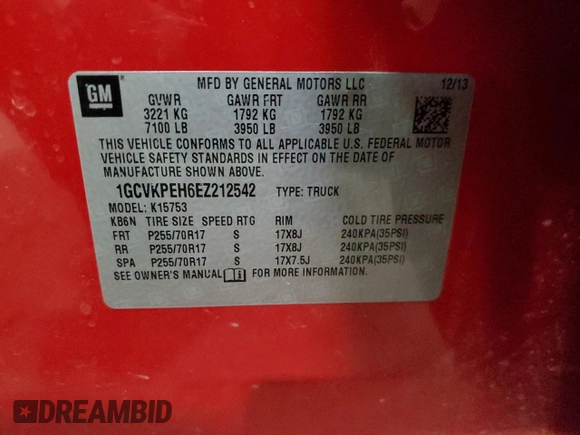 GM
MFD BY GENERAL MOTORS LLC 12/13
GVWR GAWR FRT GAWR RR
3221 KG 1792 KG 1792 KG
7100 LB 3950 LB 3950 LB
THIS VEHICLE CONFORMS TO ALL APPLICABLE U.S. FEDERAL MOTOR
VEHICLE SAFETY STANDARDS IN EFFECT ON THE DATE OF
MANUFACTURE SHOWN ABOVE.
1GCVKPEH6EZ212542 TYPE: TRUCK
MODEL: K15753
KB6N TIRE SIZE SPEED RTG RIM COLD TIRE PRESSURE
FRT P255/70R17 S 17X8J 240KPA(35PSI)
RR P255/70R17 S 17X8J 240KPA(35PSI)
SPA P255/70R17 S 17X7.5J 240KPA(35PSI)
SEE OWNER'S MANUAL FOR MORE INFORMATION.
DREAMBID